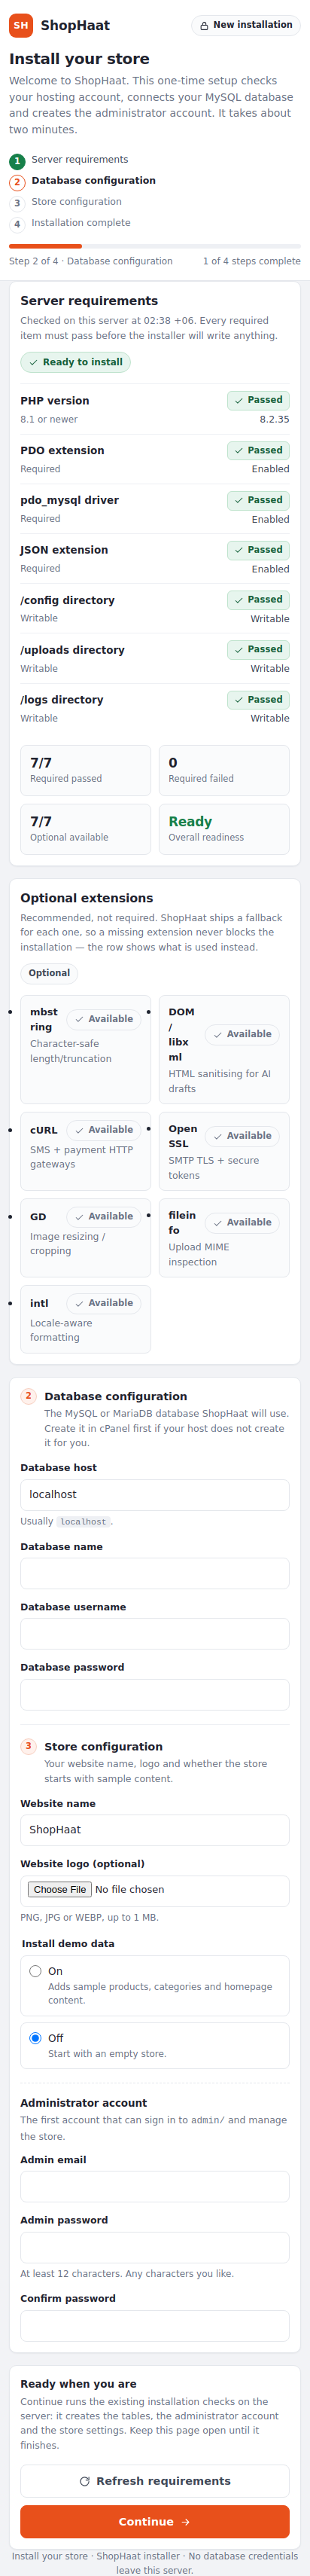 SH ShopHaat New installation
Install your store
Welcome to ShopHaat. This one-time setup checks
your hosting account, connects your MySQL database
and creates the administrator account. It takes about
two minutes.
1 Server requirements
2 Database configuration
3 Store configuration
4 Installation complete
Step 2 of 4 · Database configuration 1 of 4 steps complete
Server requirements
Checked on this server at 02:38 +06. Every required
item must pass before the installer will write anything.
Ready to install
PHP version Passed
8.1 or newer 8.2.35
PDO extension Passed
Required Enabled
pdo_mysql driver Passed
Required Enabled
JSON extension Passed
Required Enabled
/config directory Passed
Writable Writable
/uploads directory Passed
Writable Writable
/logs directory Passed
Writable Writable
7/7
Required passed
0
Required failed
7/7
Optional available
Ready
Overall readiness
Optional extensions
Recommended, not required. ShopHaat ships a fallback
for each one, so a missing extension never blocks the
installation — the row shows what is used instead.
Optional
mbst
ring
Available
Character-safe
length/truncation
DOM
/
libx
ml
Available
HTML sanitising for AI
drafts
cURL Available
SMS + payment HTTP
gateways
Open
SSL
Available
SMTP TLS + secure
tokens
GD Available
Image resizing /
cropping
filein
fo
Available
Upload MIME
inspection
intl Available
Locale-aware
formatting
2 Database configuration
The MySQL or MariaDB database ShopHaat will use.
Create it in cPanel first if your host does not create
it for you.
Database host
localhost
Usually localhost.
Database name
Database username
Database password
3 Store configuration
Your website name, logo and whether the store
starts with sample content.
Website name
ShopHaat
Website logo (optional)
Choose File No file chosen
PNG, JPG or WEBP, up to 1 MB.
Install demo data
On
Adds sample products, categories and homepage
content.
Off
Start with an empty store.
Administrator account
The first account that can sign in to admin/ and manage
the store.
Admin email
Admin password
At least 12 characters. Any characters you like.
Confirm password
Ready when you are
Continue runs the existing installation checks on the
server: it creates the tables, the administrator account
and the store settings. Keep this page open until it
finishes.
Refresh requirements
Continue →
Install your store · ShopHaat installer · No database credentials
leave this server.